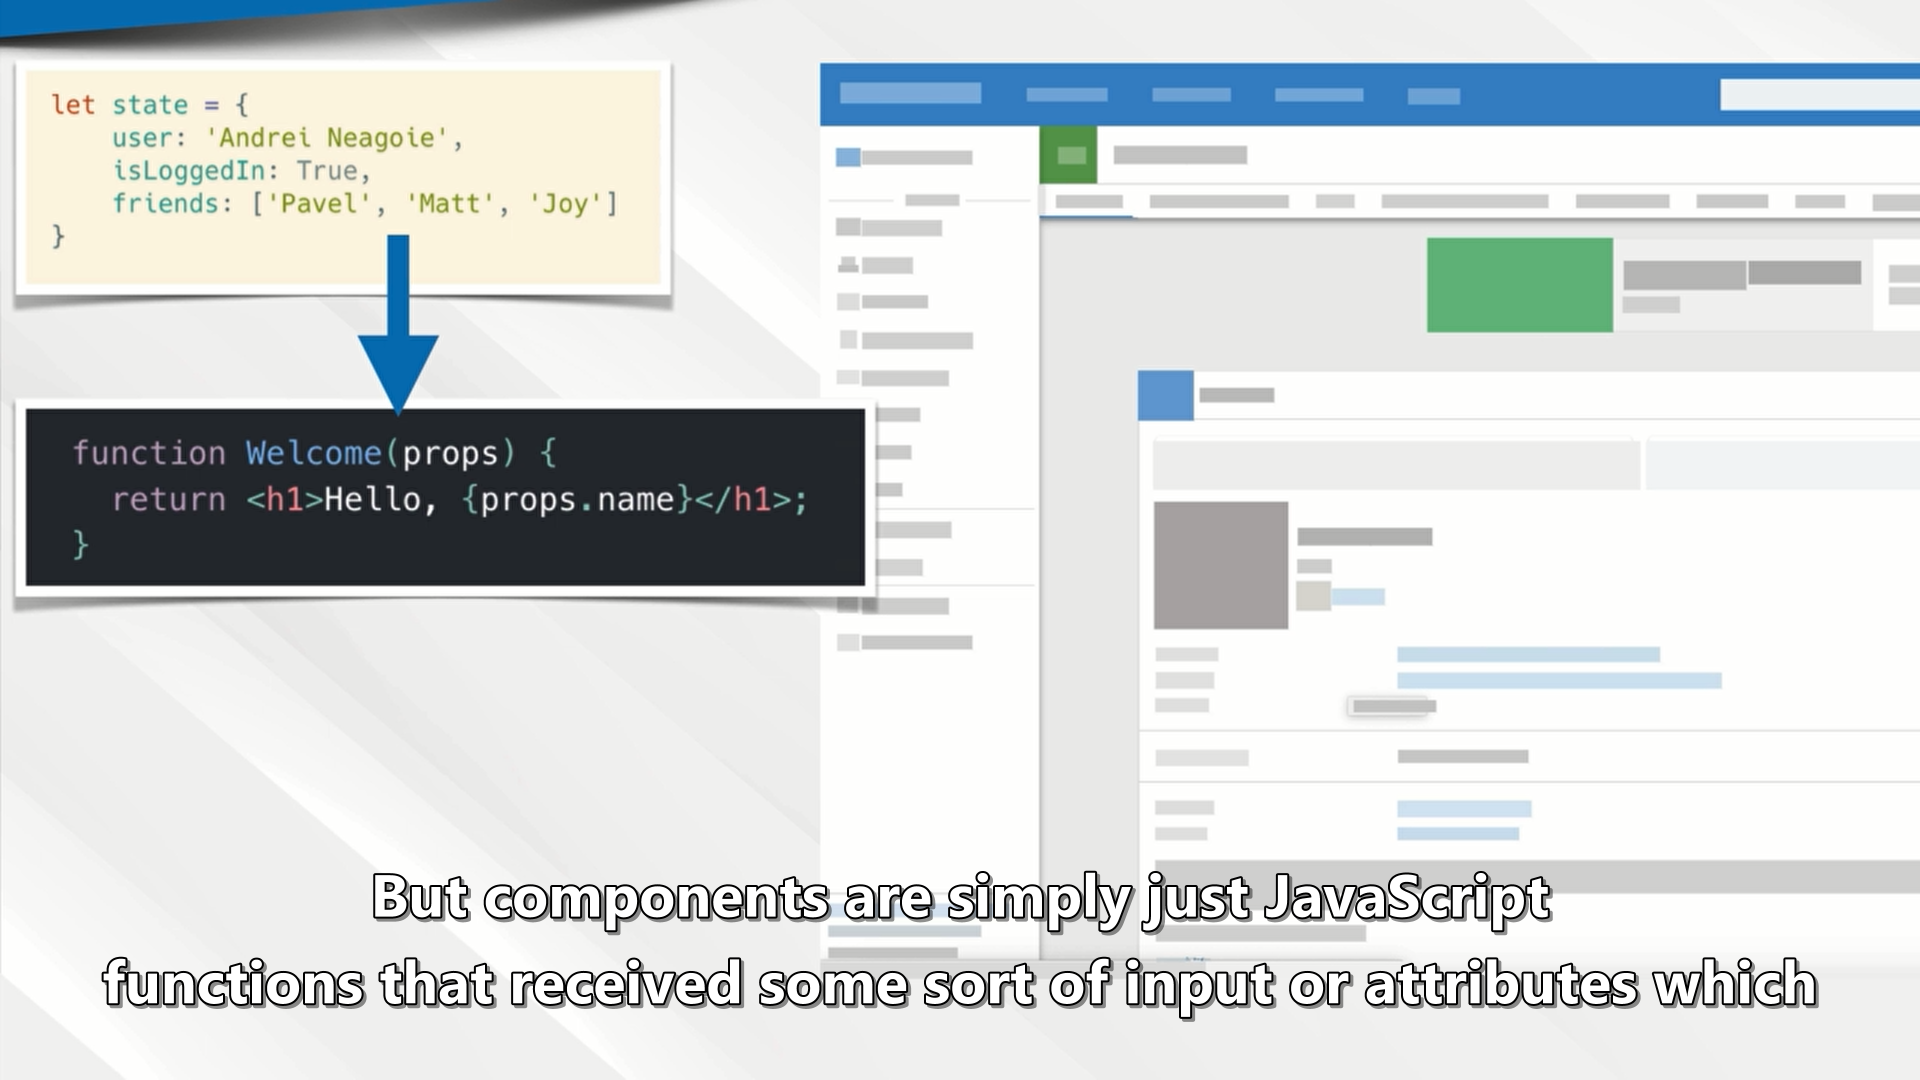 let state = {
    user: 'Andrei Neagoie',
    isLoggedIn: True,
    friends: ['Pavel', 'Matt', 'Joy']
}
function Welcome(props) {
  return <h1>Hello, {props.name}</h1>;
}
But components are simply just JavaScript
functions that received some sort of input or attributes which